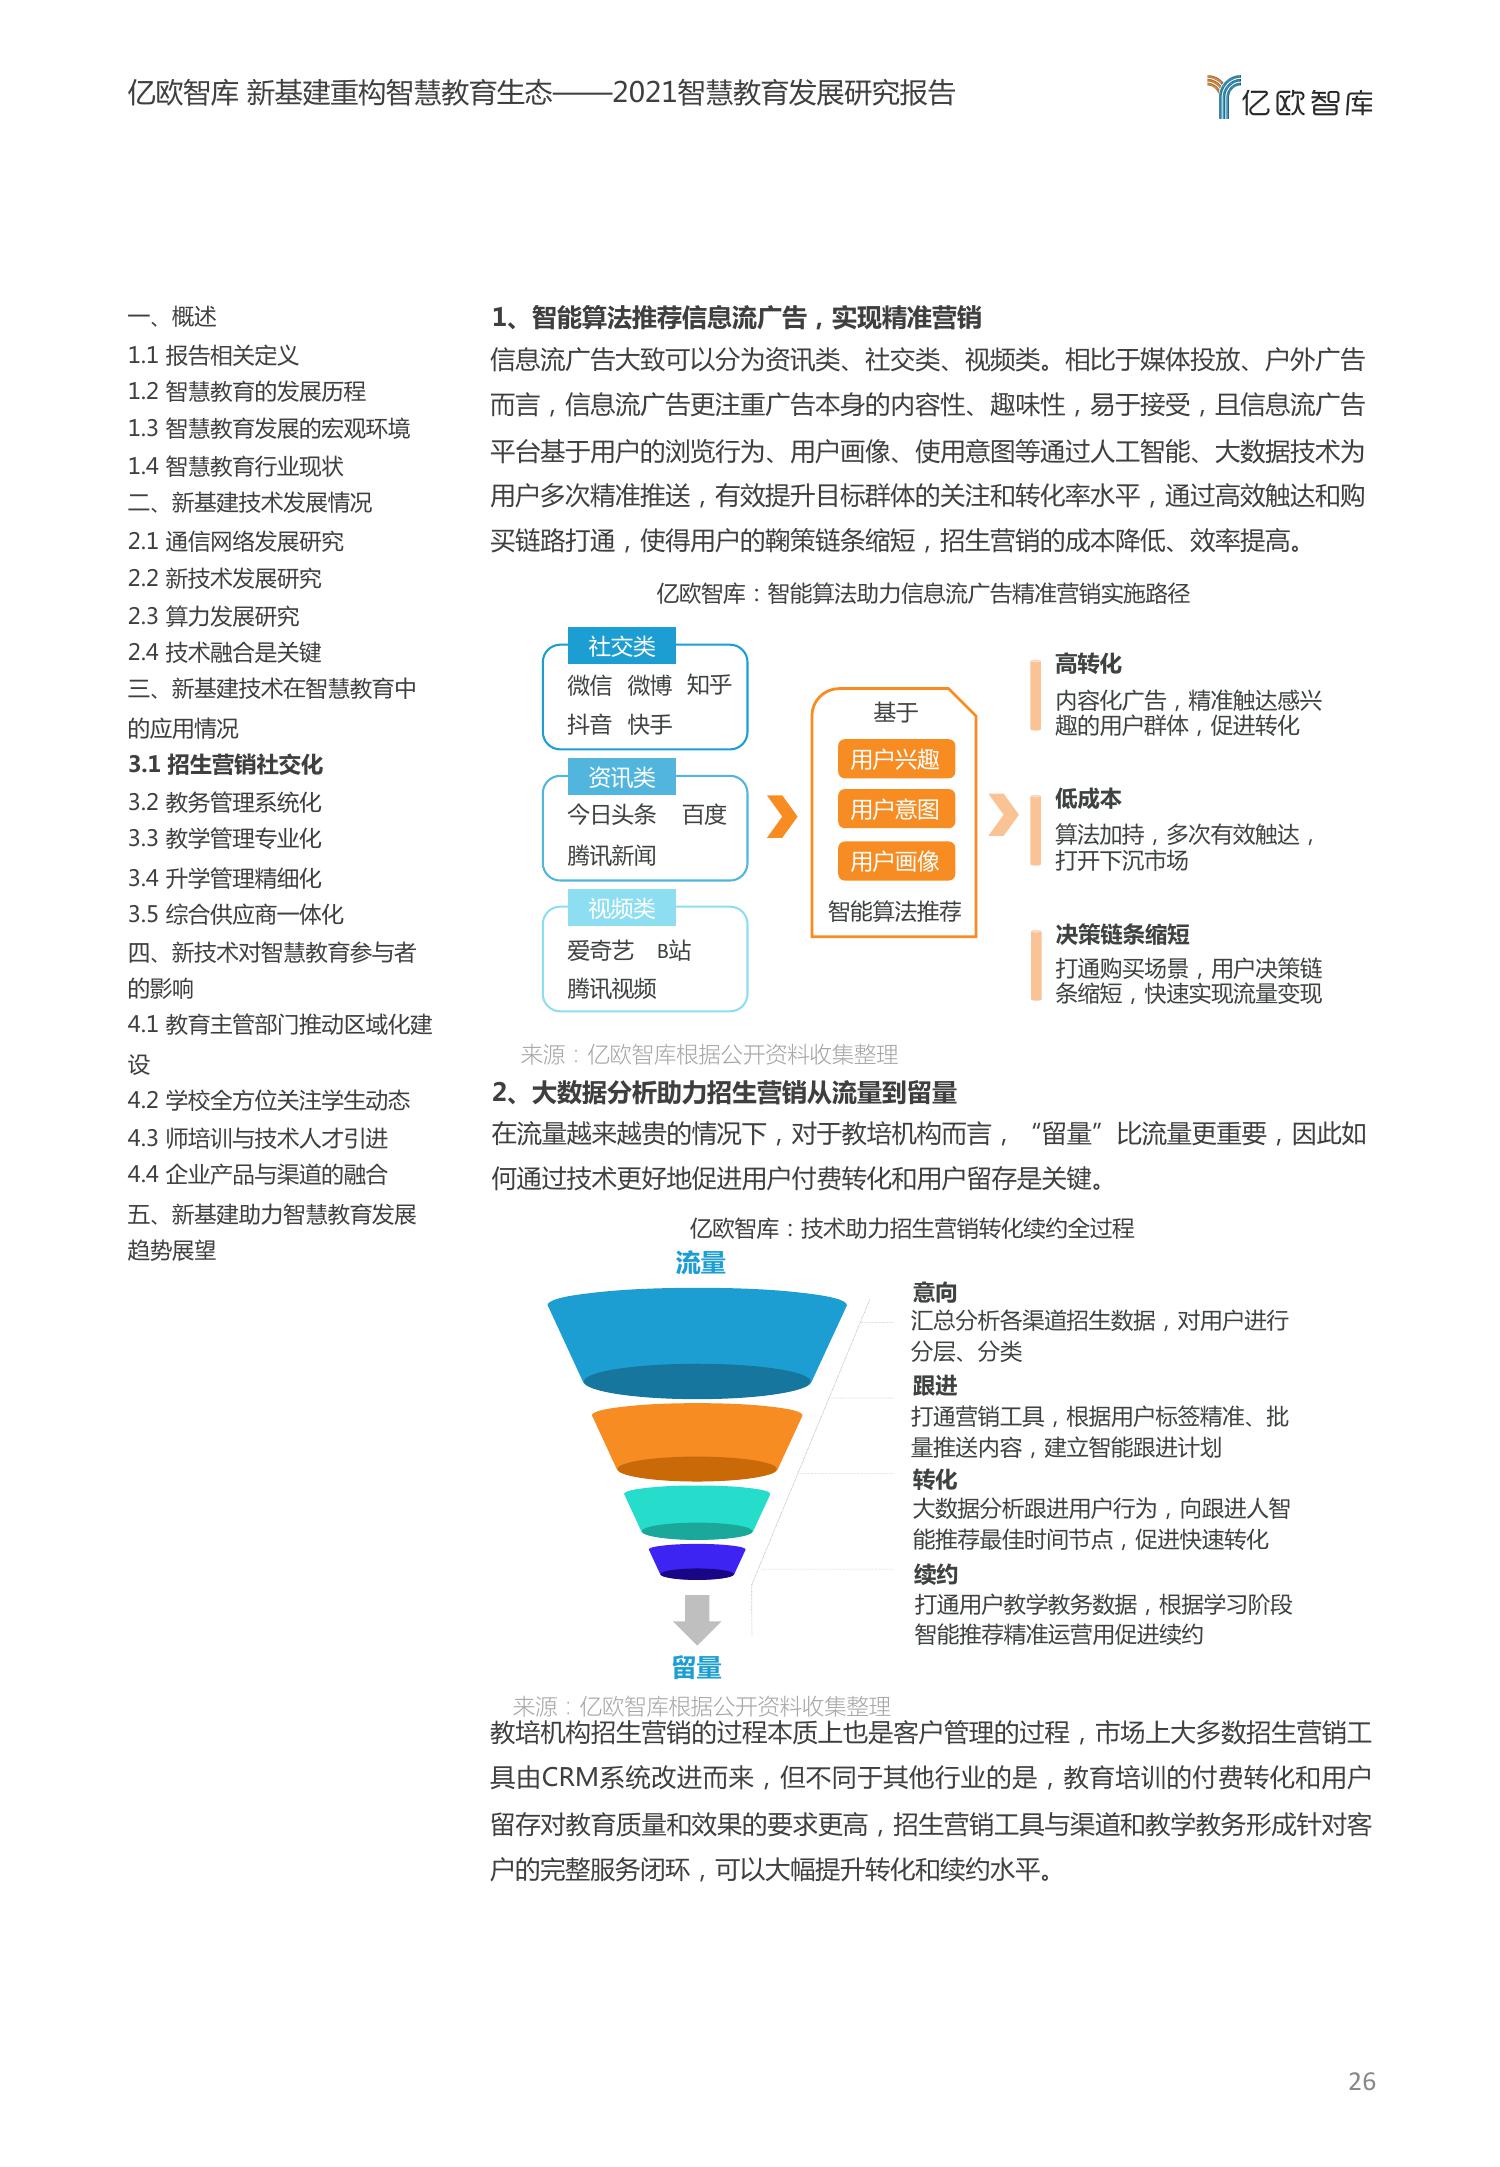 亿欧智库 新基建重构智慧教育生态——2021智慧教育发展研究报告
亿欧智库
一、概述
1.1 报告相关定义
1.2 智慧教育的发展历程
1.3 智慧教育发展的宏观环境
1.4 智慧教育行业现状
二、新基建技术发展情况
2.1 通信网络发展研究
2.2 新技术发展研究
2.3 算力发展研究
2.4 技术融合是关键
三、新基建技术在智慧教育中
的应用情况
3.1 招生营销社交化
3.2 教务管理系统化
3.3 教学管理专业化
3.4 升学管理精细化
3.5 综合供应商一体化
四、新技术对智慧教育参与者
的影响
4.1 教育主管部门推动区域化建
设
4.2 学校全方位关注学生动态
4.3 师培训与技术人才引进
4.4 企业产品与渠道的融合
五、新基建助力智慧教育发展
趋势展望
1、智能算法推荐信息流广告，实现精准营销
信息流广告大致可以分为资讯类、社交类、视频类。相比于媒体投放、户外广告
而言，信息流广告更注重广告本身的内容性、趣味性，易于接受，且信息流广告
平台基于用户的浏览行为、用户画像、使用意图等通过人工智能、大数据技术为
用户多次精准推送，有效提升目标群体的关注和转化率水平，通过高效触达和购
买链路打通，使得用户的鞠策链条缩短，招生营销的成本降低、效率提高。
亿欧智库：智能算法助力信息流广告精准营销实施路径
社交类
微信 微博 知乎
抖音 快手
资讯类
今日头条 百度
腾讯新闻
视频类
爱奇艺 B站
腾讯视频
基于
用户兴趣
用户意图
用户画像
智能算法推荐
高转化
内容化广告，精准触达感兴
趣的用户群体，促进转化
低成本
算法加持，多次有效触达，
打开下沉市场
决策链条缩短
打通购买场景，用户决策链
条缩短，快速实现流量变现
来源：亿欧智库根据公开资料收集整理
2、大数据分析助力招生营销从流量到留量
在流量越来越贵的情况下，对于教培机构而言，“留量”比流量更重要，因此如
何通过技术更好地促进用户付费转化和用户留存是关键。
亿欧智库：技术助力招生营销转化续约全过程
流量
意向
汇总分析各渠道招生数据，对用户进行
分层、分类
跟进
打通营销工具，根据用户标签精准、批
量推送内容，建立智能跟进计划
转化
大数据分析跟进用户行为，向跟进人智
能推荐最佳时间节点，促进快速转化
续约
打通用户教学教务数据，根据学习阶段
智能推荐精准运营用促进续约
留量
来源：亿欧智库根据公开资料收集整理
教培机构招生营销的过程本质上也是客户管理的过程，市场上大多数招生营销工
具由CRM系统改进而来，但不同于其他行业的是，教育培训的付费转化和用户
留存对教育质量和效果的要求更高，招生营销工具与渠道和教学教务形成针对客
户的完整服务闭环，可以大幅提升转化和续约水平。
26